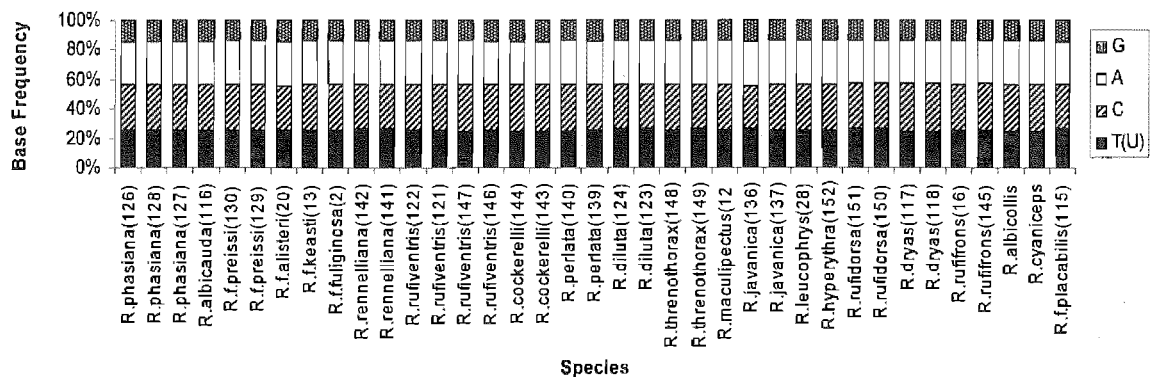 100%
80%
60%
40%
20%
0%
Base Frequency
G
A
C
T(U)
R.phasiana(126)
R.phasiana(128)
R.phasiana(127)
R.albicauda(116)
R.f.preissi(130)
R.f.preissi(129)
R.f.alisteri(20)
R.f.keasti(13)
R.f.fuliginosa(2)
R.rennelliana(142)
R.rennelliana(141)
R.rufiventris(122)
R.rufiventris(121)
R.rufiventris(147)
R.rufiventris(146)
R.cockerelli(144)
R.cockerelli(143)
R.perlata(140)
R.perlata(139)
R.diluta(124)
R.diluta(123)
R.threnothorax(148)
R.threnothorax(149)
R.maculipectus(12
R.javanica(136)
R.javanica(137)
R.leucophrys(28)
R.hyperythra(152)
R.rufidorsa(151)
R.rufidorsa(150)
R.dryas(117)
R.dryas(118)
R.rufifrons(16)
R.rufifrons(145)
R.albicollis
R.cyaniceps
R.f.placabilis(115)
Species